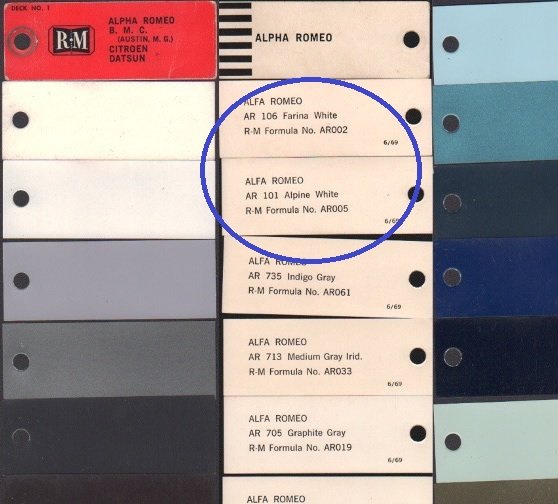 DECK NO. 1
R-M
ALPHA ROMEO
B. M. C.
(AUSTIN, M. G.)
CITROEN
DATSUN
ALPHA ROMEO
ALFA ROMEO
AR 106 Farina White
R-M Formula No. AR002
6/69
ALFA ROMEO
AR 101 Alpine White
R-M Formula No. AR005
6/69
ALFA ROMEO
AR 735 Indigo Gray
R-M Formula No. AR061
ALFA ROMEO
AR 713 Medium Gray Irid.
R-M Formula No. AR033
6/69
ALFA ROMEO
AR 705 Graphite Gray
R-M Formula No. AR019
6/69
ALFA ROMEO